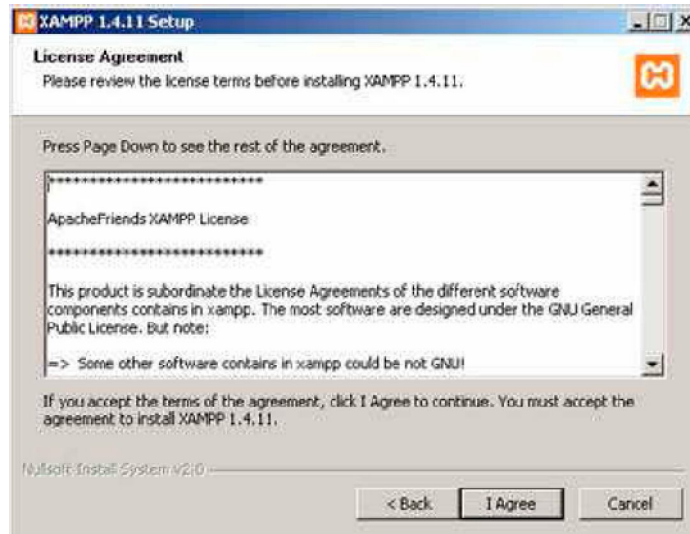 XAMPP 1.4.11 Setup
License Agreement
Please review the license terms before installing XAMPP 1.4.11.
Press Page Down to see the rest of the agreement.
***************************
ApacheFriends XAMPP License
***************************
This product is subordinate the License Agreements of the different software
components contains in xampp. The most software are designed under the GNU General
Public License. But note:
=> Some other software contains in xampp could be not GNU!
If you accept the terms of the agreement, click I Agree to continue. You must accept the
agreement to install XAMPP 1.4.11.
Nullsoft Install System v2.0
< Back
I Agree
Cancel